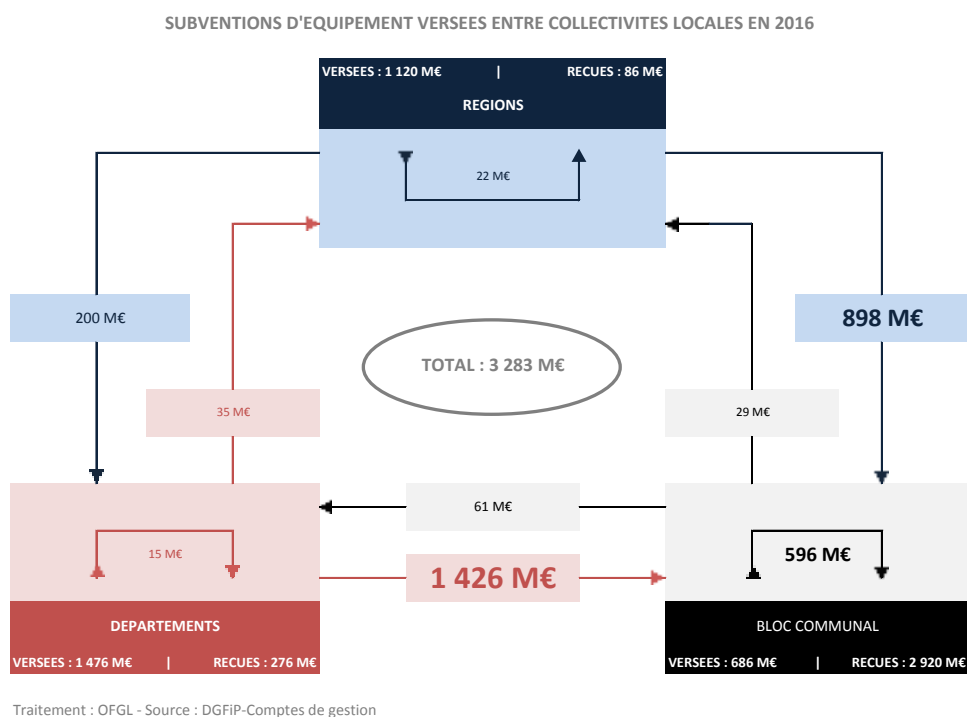 SUBVENTIONS D'EQUIPEMENT VERSEES ENTRE COLLECTIVITES LOCALES EN 2016
VERSEES : 1 120 M€ | RECUES : 86 M€
REGIONS
22 M€
200 M€
898 M€
TOTAL : 3 283 M€
35 M€
29 M€
61 M€
15 M€
1 426 M€
596 M€
DEPARTEMENTS
BLOC COMMUNAL
VERSEES : 1 476 M€ | RECUES : 276 M€
VERSEES : 686 M€ | RECUES : 2 920 M€
Traitement : OFGL - Source : DGFiP-Comptes de gestion